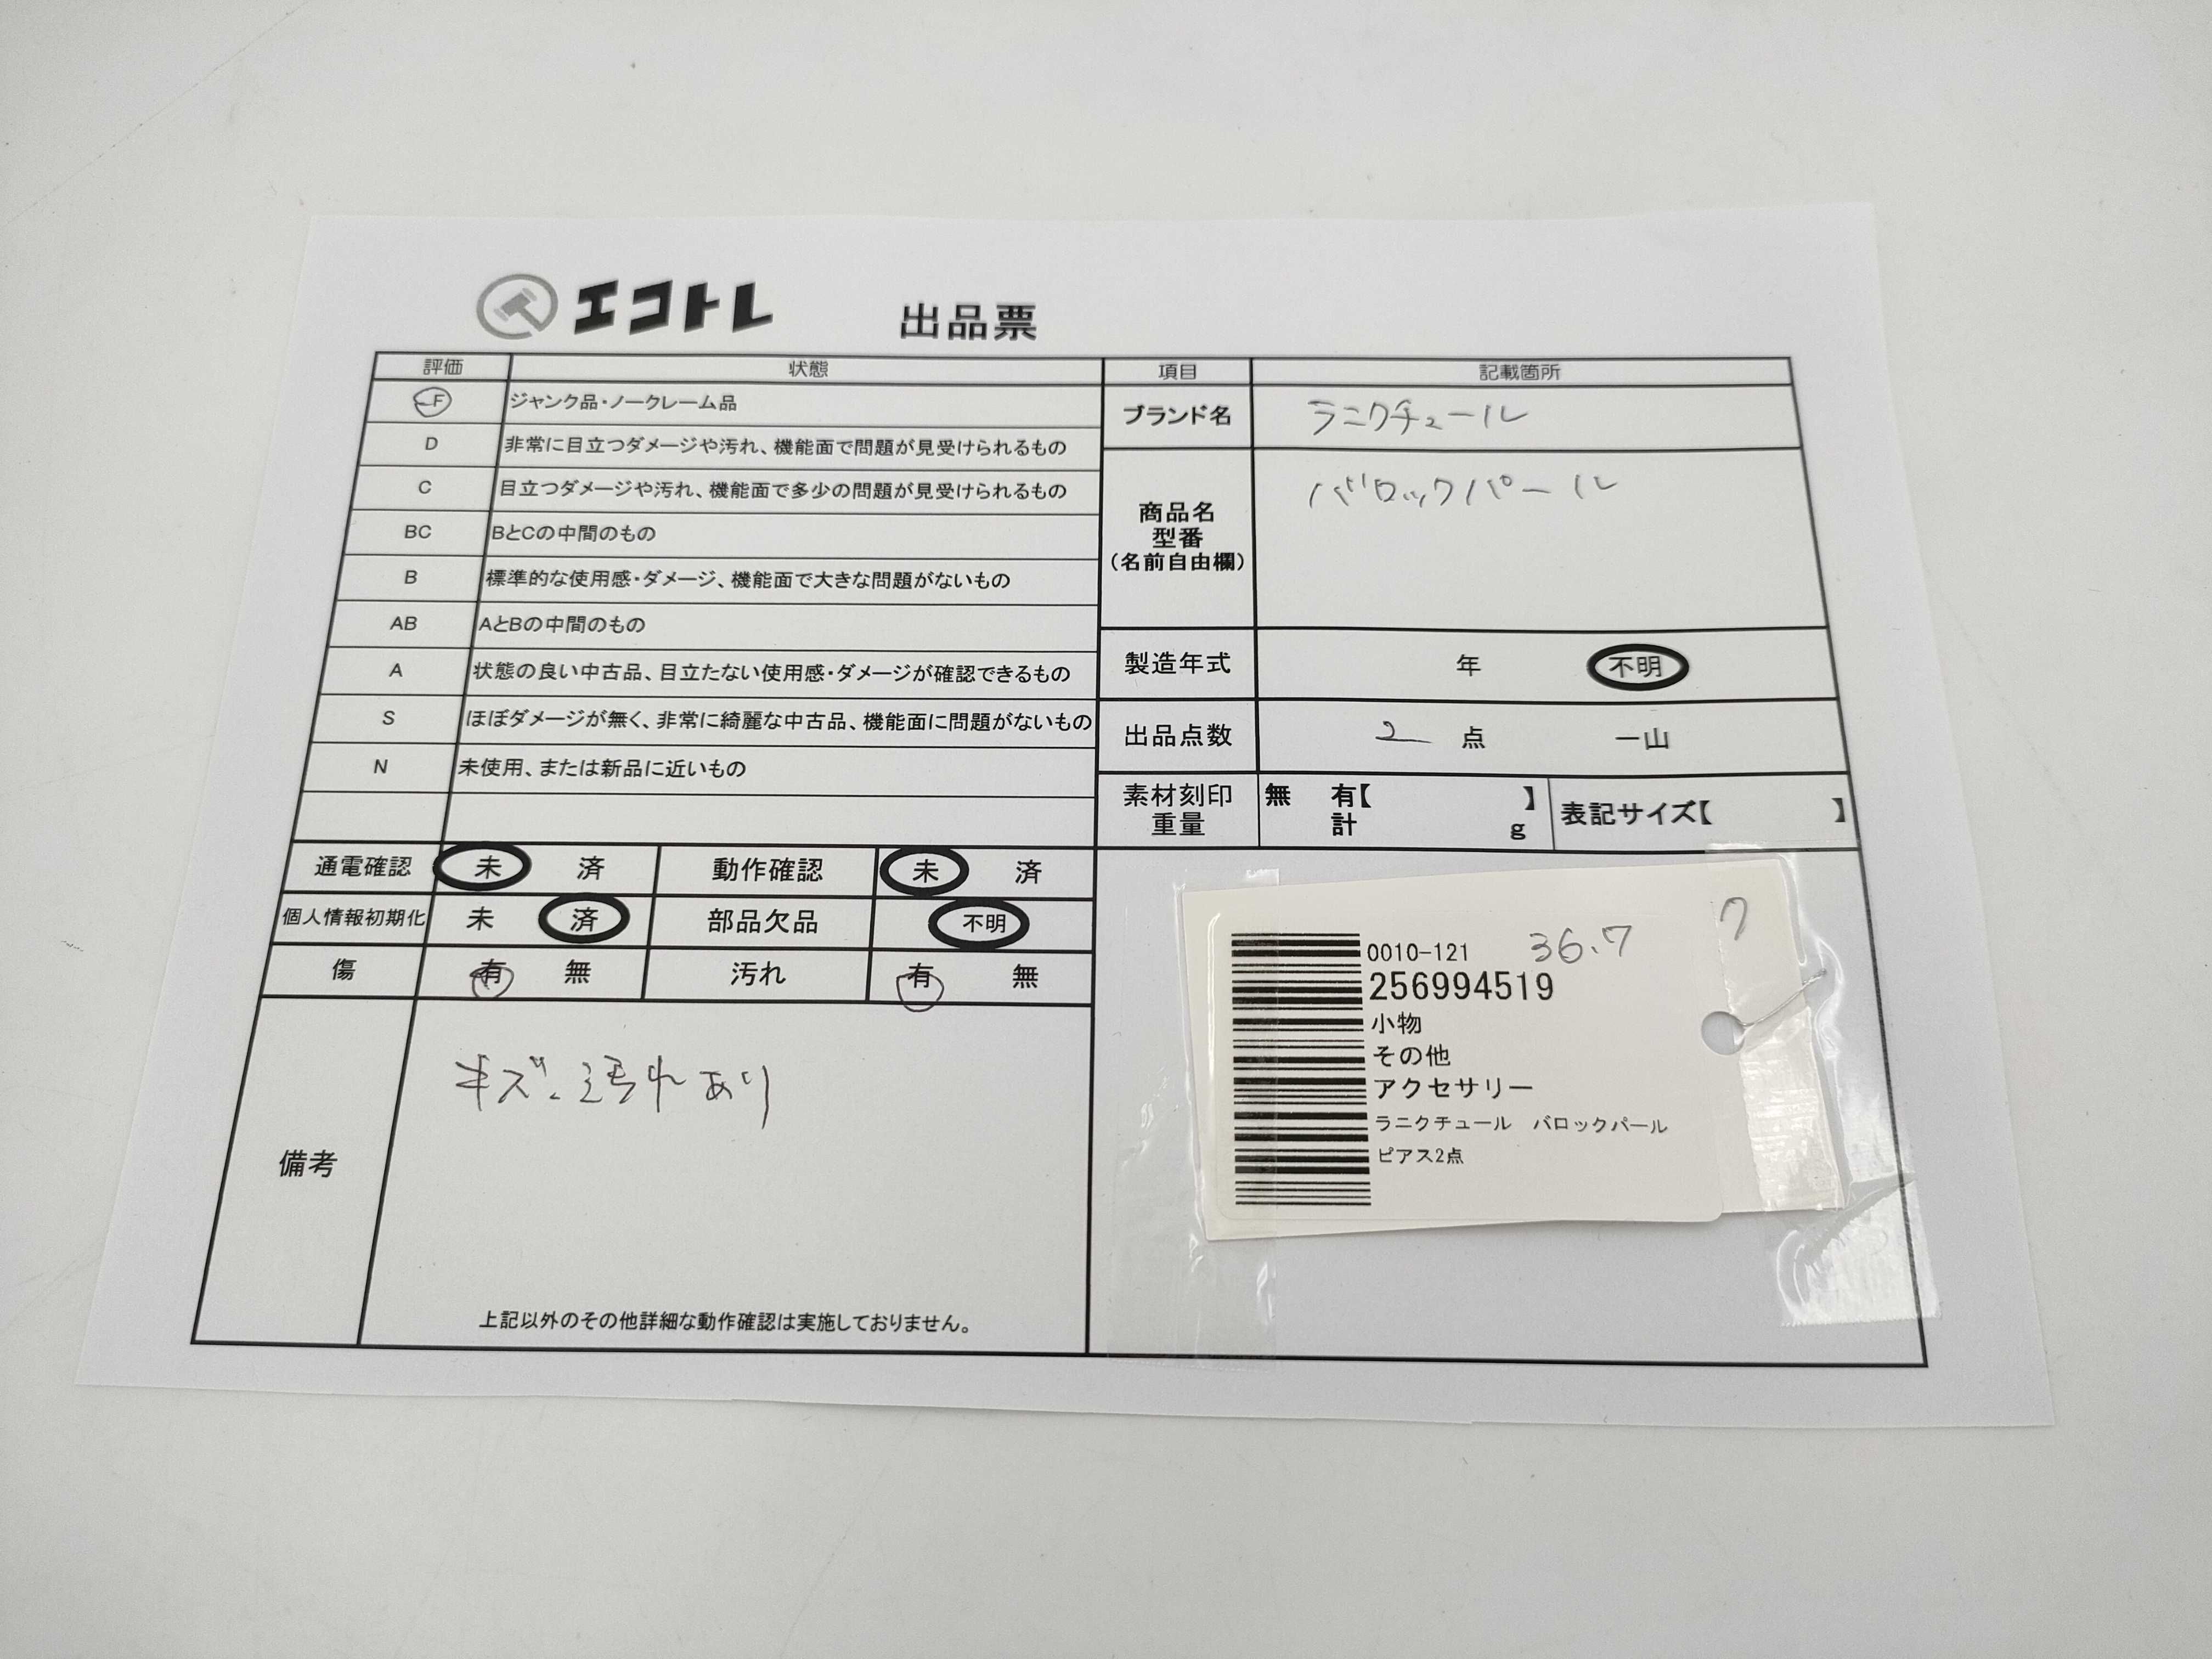 エコトレ 出品票
評価 状態
F ジャンク品・ノークレーム品
D 非常に目立つダメージや汚れ、機能面で問題が見受けられるもの
C 目立つダメージや汚れ、機能面で多少の問題が見受けられるもの
BC BとCの中間のもの
B 標準的な使用感・ダメージ、機能面で大きな問題がないもの
AB AとBの中間のもの
A 状態の良い中古品、目立たない使用感・ダメージが確認できるもの
S ほぼダメージが無く、非常に綺麗な中古品、機能面に問題がないもの
N 未使用、または新品に近いもの
通電確認 未 済 動作確認 未 済
個人情報初期化 未 済 部品欠品 不明
傷 有 無 汚れ 有 無
備考
キズ、汚れあり
上記以外のその他詳細な動作確認は実施しておりません。
項目 記載箇所
ブランド名 ラニクチュール
商品名
型番
(名前自由欄)
バロックパール
製造年式 年 不明
出品点数 2 点 一山
素材刻印 無 有【 】
重量 計 g
表記サイズ【 】
0010-121 36.7
7
256994519
小物
その他
アクセサリー
ラニクチュール バロックパール
ピアス2点